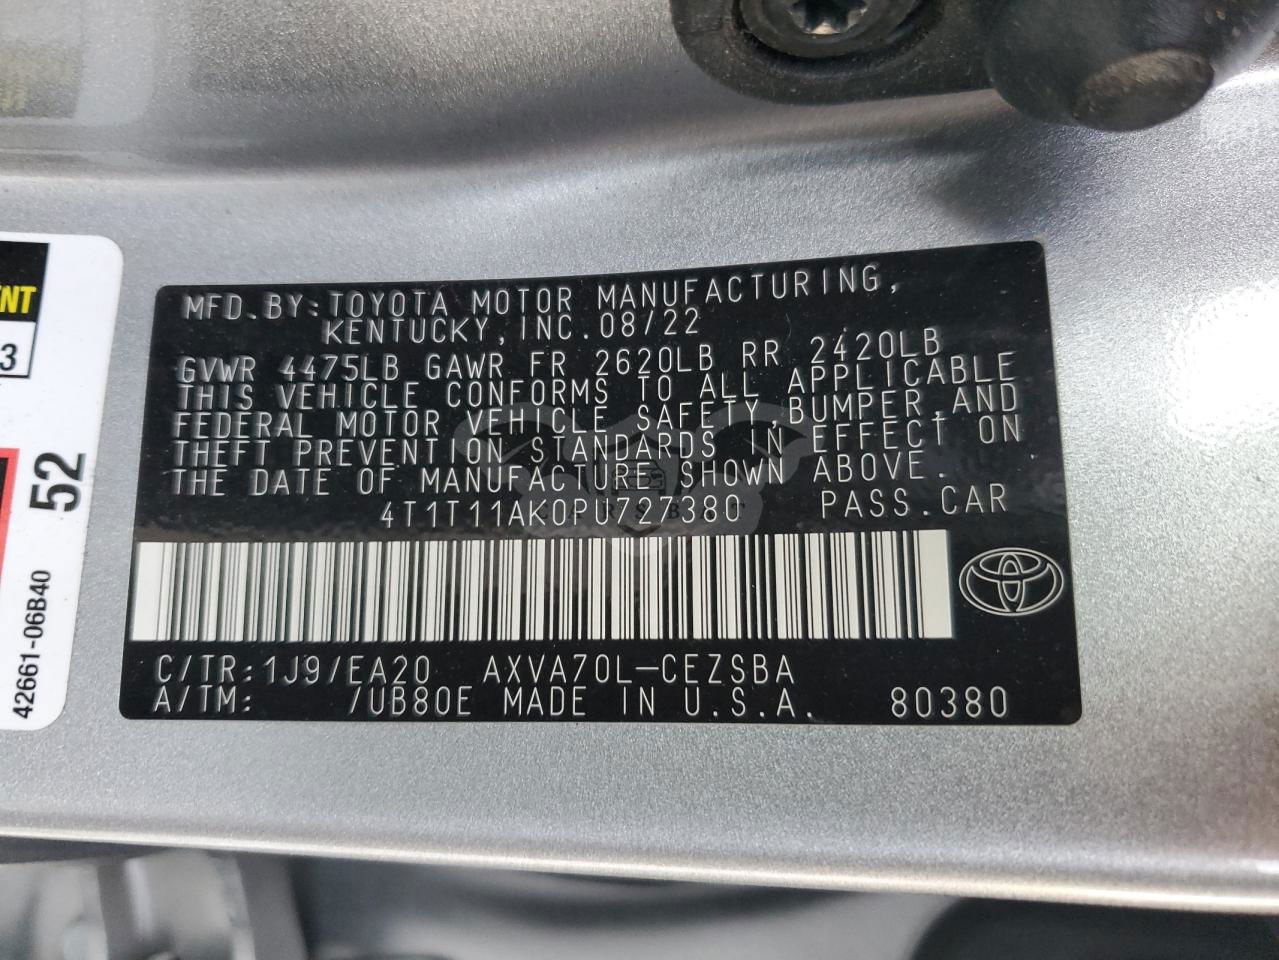 MFD.BY:TOYOTA MOTOR MANUFACTURING,
KENTUCKY,INC.08/22
GVWR 4475LB GAWR FR 2620LB RR 2420LB
THIS VEHICLE CONFORMS TO ALL APPLICABLE
FEDERAL MOTOR VEHICLE SAFETY,BUMPER,AND
THEFT PREVENTION STANDARDS IN EFFECT ON
THE DATE OF MANUFACTURE SHOWN ABOVE.
4T1T11AK0PU727380 PASS.CAR
C/TR:1J9/EA20 AXVA70L-CEZSBA
A/TM: /UB80E MADE IN U.S.A. 80380
3
52
42661-06B40